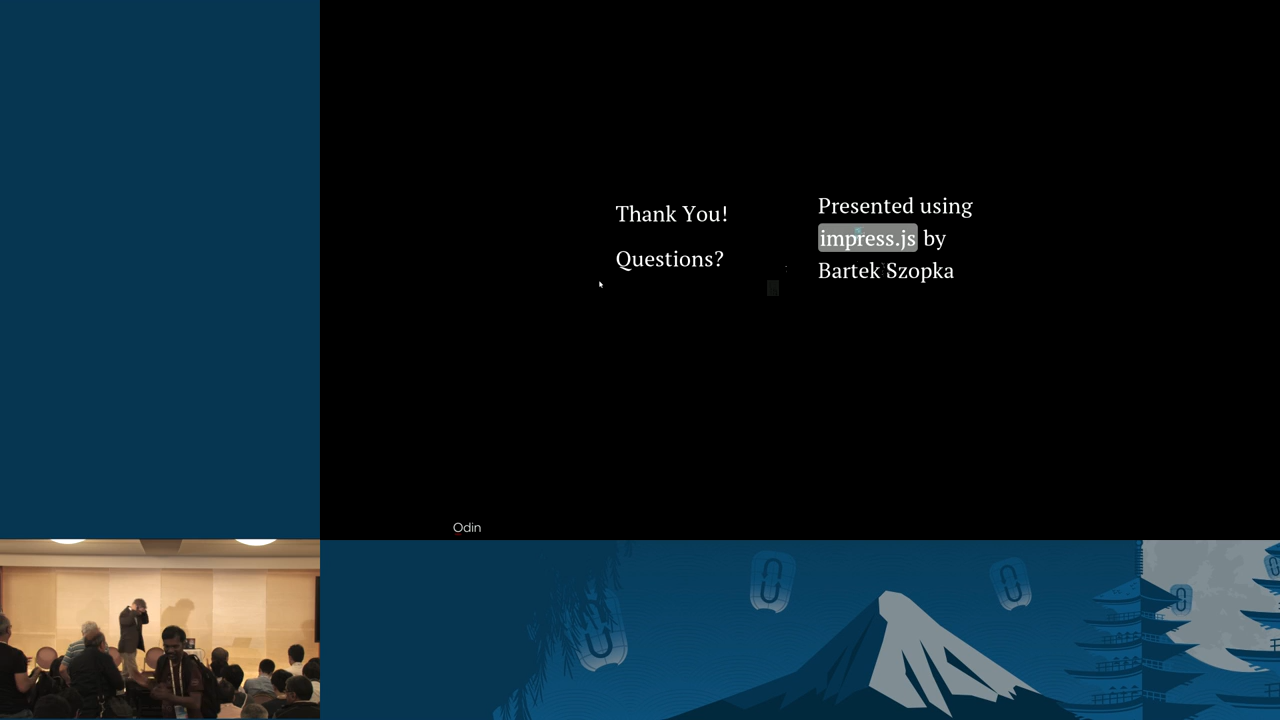 Thank You!
Questions?
Presented using
impress.js by
Bartek Szopka
Odin